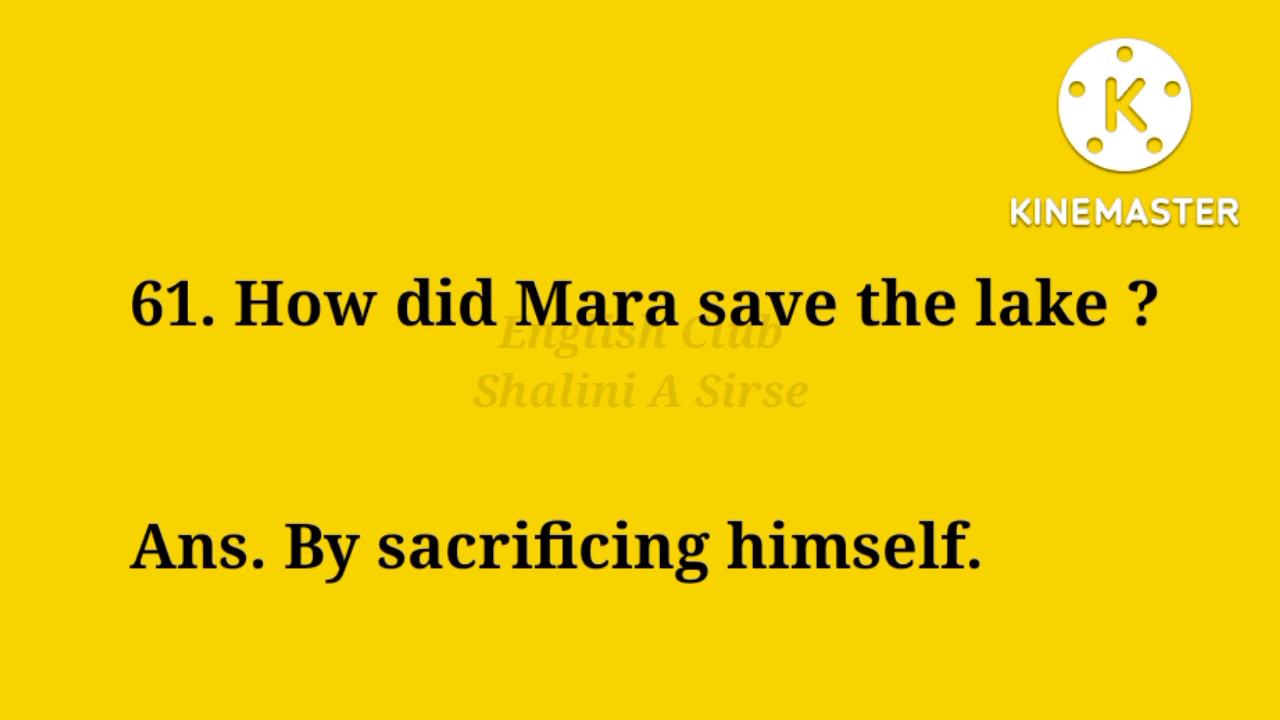 K
KINEMASTER
61. How did Mara save the lake ?
English Club
Shalini A Sirse
Ans. By sacrificing himself.